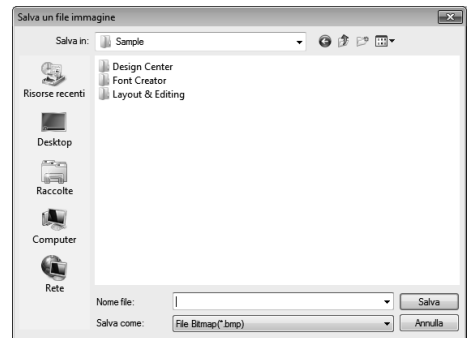 Salva un file immagine
Salva in: Sample
Design Center
Font Creator
Layout & Editing
Risorse recenti
Desktop
Raccolte
Computer
Rete
Nome file:
Salva
Salva come: File Bitmap(*.bmp)
Annulla